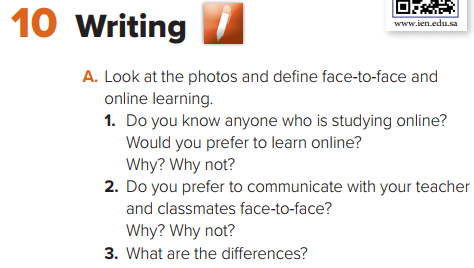 www.ien.edu.sa
10 Writing
A. Look at the photos and define face-to-face and
online learning.
1. Do you know anyone who is studying online?
Would you prefer to learn online?
Why? Why not?
2. Do you prefer to communicate with your teacher
and classmates face-to-face?
Why? Why not?
3. What are the differences?